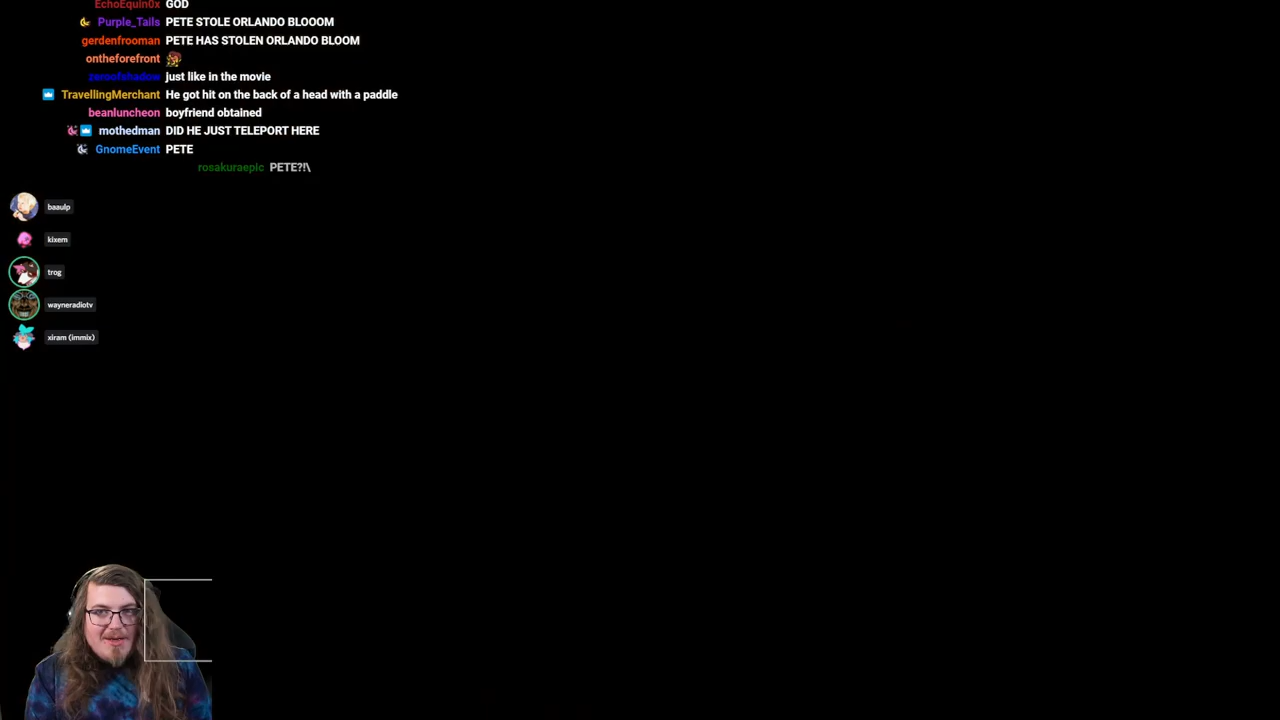 EchoEquin0x GOD
Purple_Tails PETE STOLE ORLANDO BLOOOM
gerdenfrooman PETE HAS STOLEN ORLANDO BLOOM
ontheforefront
zeroofshadow just like in the movie
TravellingMerchant He got hit on the back of a head with a paddle
beanluncheon boyfriend obtained
mothedman DID HE JUST TELEPORT HERE
GnomeEvent PETE
rosakuraepic PETE?!\
baaulp
kixem
trog
wayneradiotv
xiram (immix)